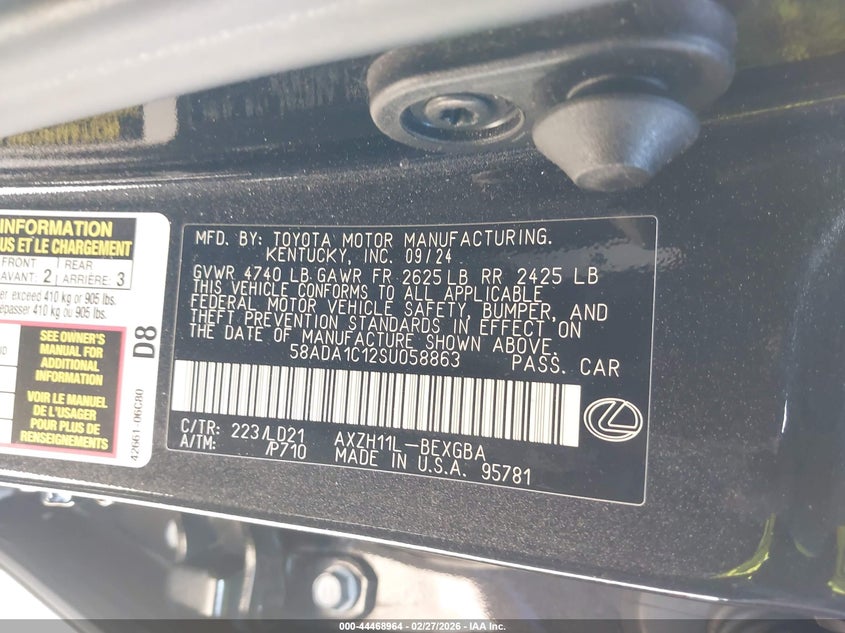 INFORMATION
US ET LE CHARGEMENT
FRONT
AVANT: 2
REAR
ARRIÈRE: 3
er exceed 410 kg or 905 lbs.
épasser 410 kg ou 905 lbs.
SEE OWNER'S
MANUAL FOR
ADDITIONAL
INFORMATION
VOIR LE MANUEL
DE L'USAGER
POUR PLUS DE
RENSEIGNEMENTS
D8
42661-06C80
MFD. BY: TOYOTA MOTOR MANUFACTURING.
KENTUCKY, INC. 09/24
GVWR 4740 LB GAWR FR 2625 LB RR 2425 LB
THIS VEHICLE CONFORMS TO ALL APPLICABLE
FEDERAL MOTOR VEHICLE SAFETY, BUMPER, AND
THEFT PREVENTION STANDARDS IN EFFECT ON
THE DATE OF MANUFACTURE SHOWN ABOVE.
58ADA1C12SU058863 PASS. CAR
C/TR: 223/LD21 AXZH11L-BEXGBA
A/TM: /P710 MADE IN U.S.A. 95781
000-44468964 - 02/27/2026 - IAA Inc.